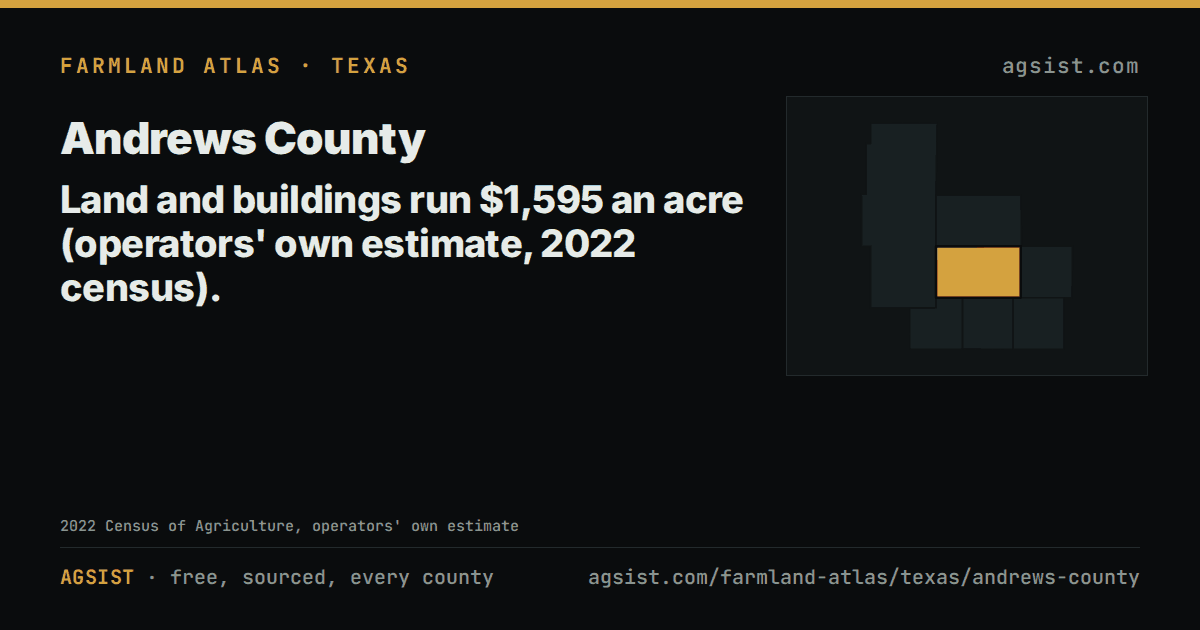 FARMLAND ATLAS · TEXAS
agsist.com
Andrews County
Land and buildings run $1,595 an acre
(operators' own estimate, 2022
census).
2022 Census of Agriculture, operators' own estimate
AGSIST · free, sourced, every county
agsist.com/farmland-atlas/texas/andrews-county